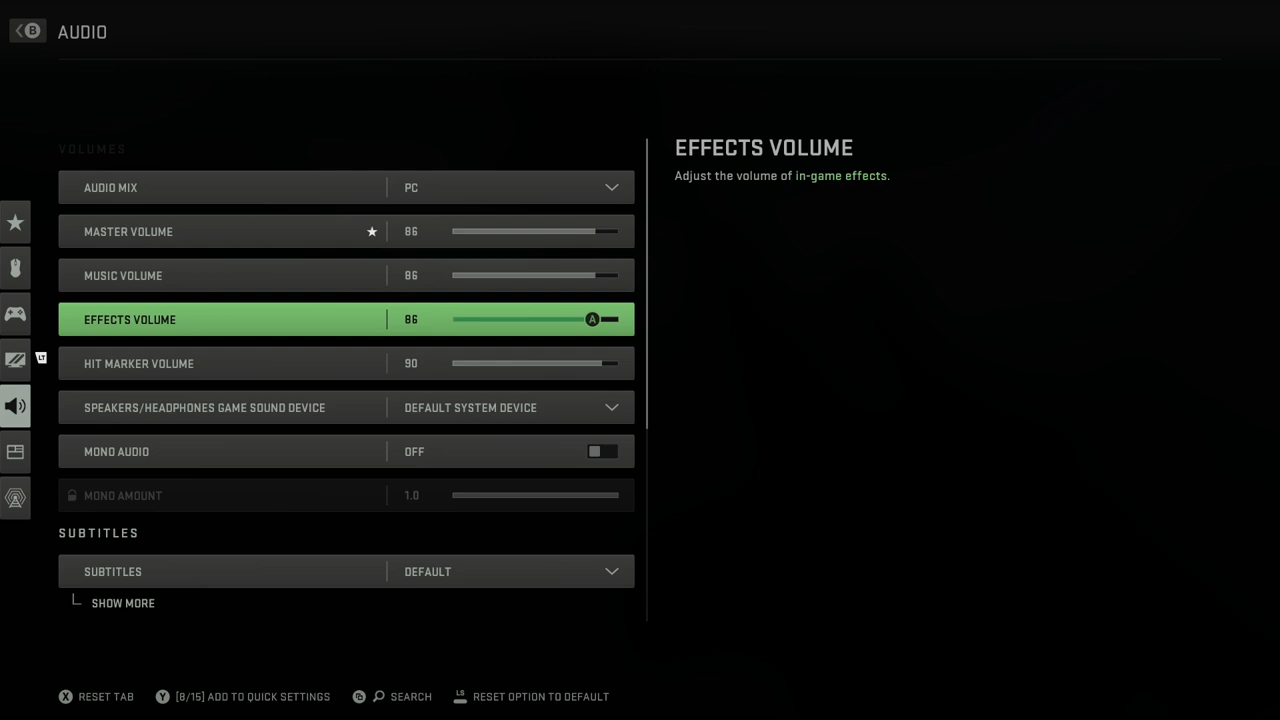 B AUDIO
VOLUMES
AUDIO MIX PC
MASTER VOLUME 86
MUSIC VOLUME 86
EFFECTS VOLUME 86 A
HIT MARKER VOLUME 90
SPEAKERS/HEADPHONES GAME SOUND DEVICE DEFAULT SYSTEM DEVICE
MONO AUDIO OFF
MONO AMOUNT 1.0
SUBTITLES
SUBTITLES DEFAULT
SHOW MORE
LT
EFFECTS VOLUME
Adjust the volume of in-game effects.
X RESET TAB Y [8/15] ADD TO QUICK SETTINGS SEARCH LS RESET OPTION TO DEFAULT